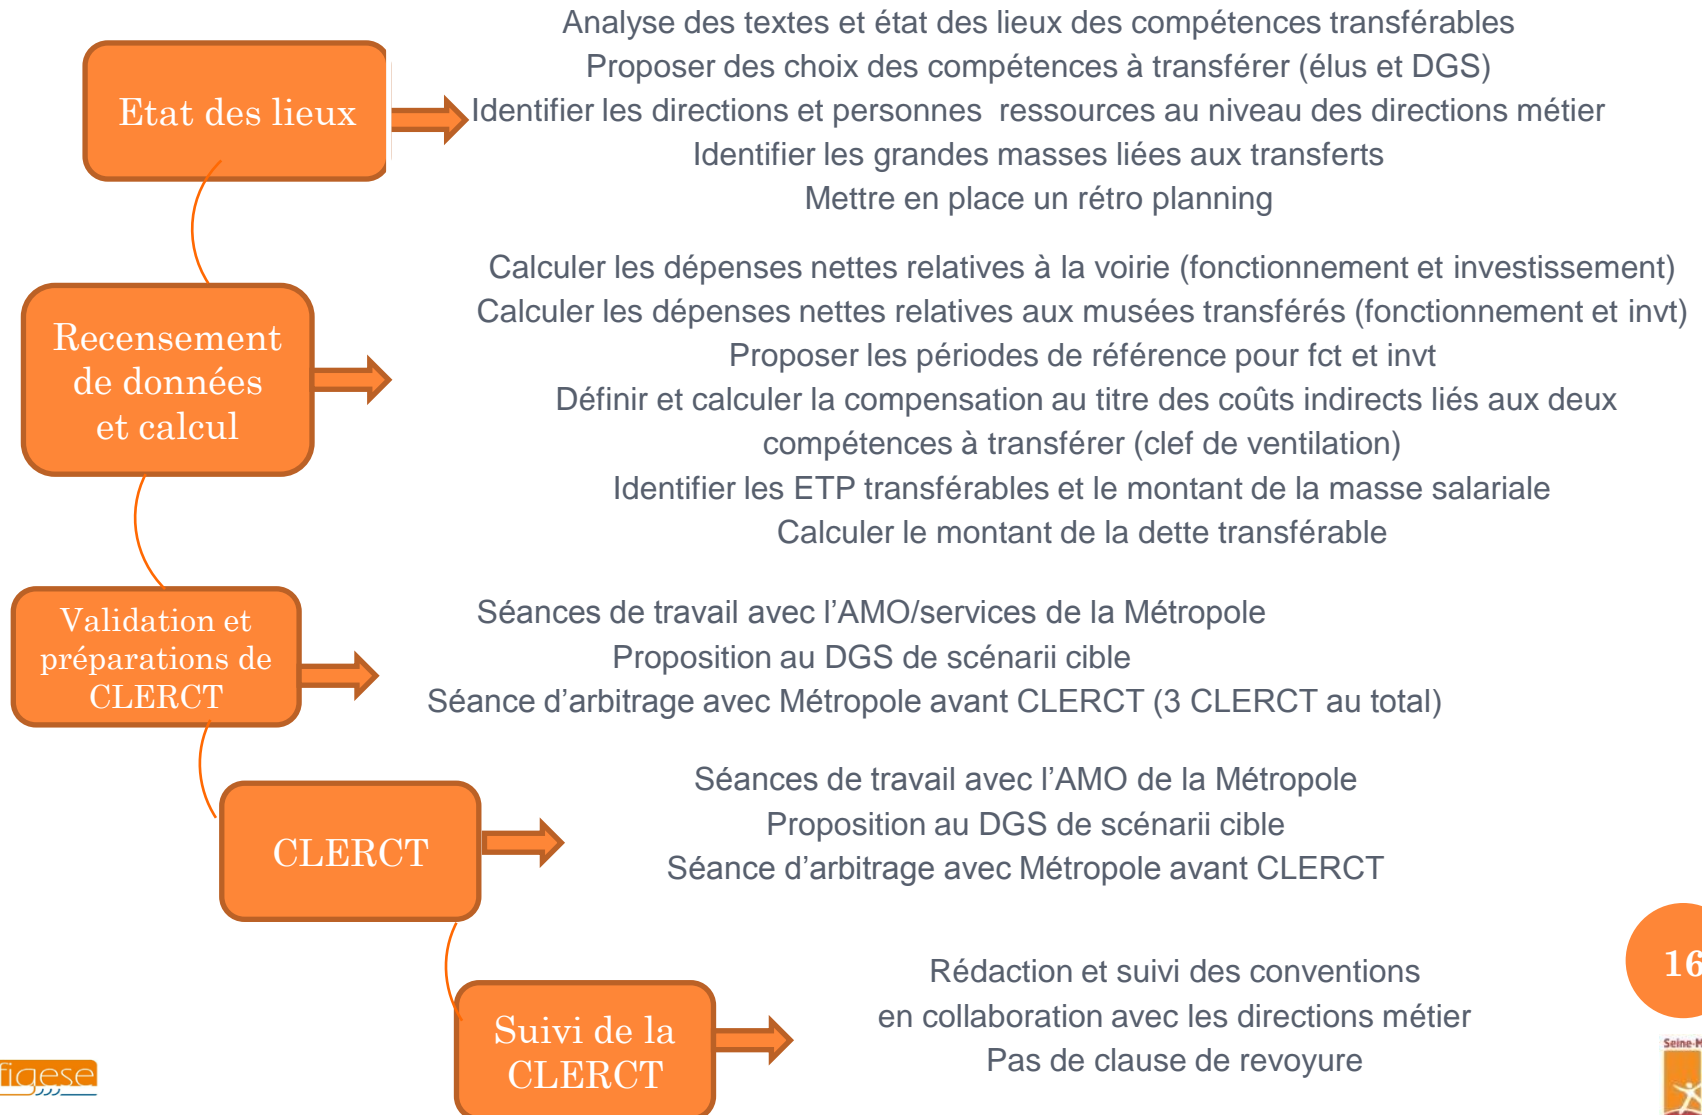 Etat des lieux
Analyse des textes et état des lieux des compétences transférables
Proposer des choix des compétences à transférer (élus et DGS)
Identifier les directions et personnes ressources au niveau des directions métier
Identifier les grandes masses liées aux transferts
Mettre en place un rétro planning
Recensement
de données
et calcul
Calculer les dépenses nettes relatives à la voirie (fonctionnement et investissement)
Calculer les dépenses nettes relatives aux musées transférés (fonctionnement et invt)
Proposer les périodes de référence pour fct et invt
Définir et calculer la compensation au titre des coûts indirects liés aux deux
compétences à transférer (clef de ventilation)
Identifier les ETP transférables et le montant de la masse salariale
Calculer le montant de la dette transférable
Validation et
préparations de
CLERCT
Séances de travail avec l’AMO/services de la Métropole
Proposition au DGS de scénarii cible
Séance d’arbitrage avec Métropole avant CLERCT (3 CLERCT au total)
CLERCT
Séances de travail avec l’AMO de la Métropole
Proposition au DGS de scénarii cible
Séance d’arbitrage avec Métropole avant CLERCT
Suivi de la
CLERCT
Rédaction et suivi des conventions
en collaboration avec les directions métier
Pas de clause de revoyure
16
figese
Seine-M